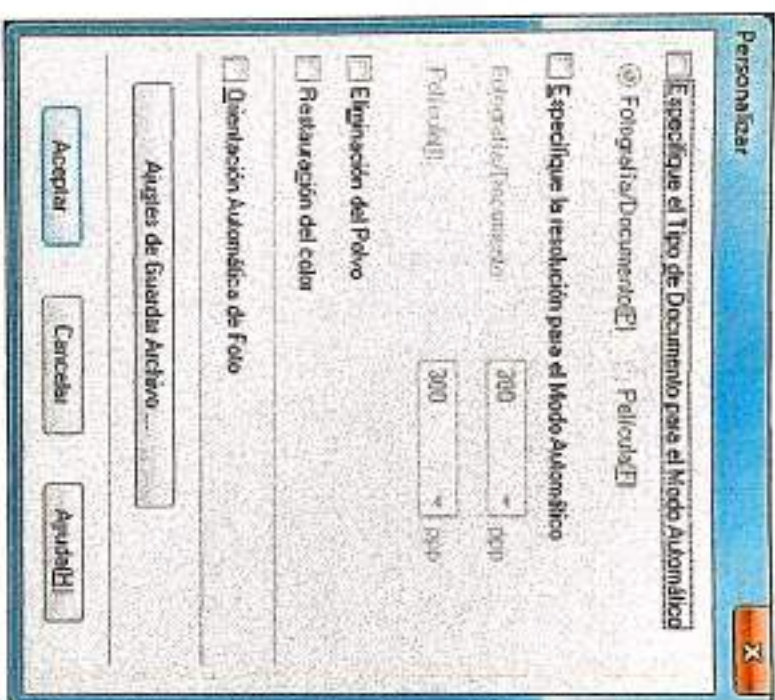 Personalizar
X
Especifique el Tipo de Documento para el Modo Automático
Fotografía/Documento(P) Película(F)
Especifique la resolución para el Modo Automático
Fotografía/Documento 300 ppp
Película(I): 300 ppp
Eliminación del Polvo
Restauración del color
Orientación Automática de Foto
Ajustes de Guardar Archivo...
Aceptar Cancelar Ayuda(H)